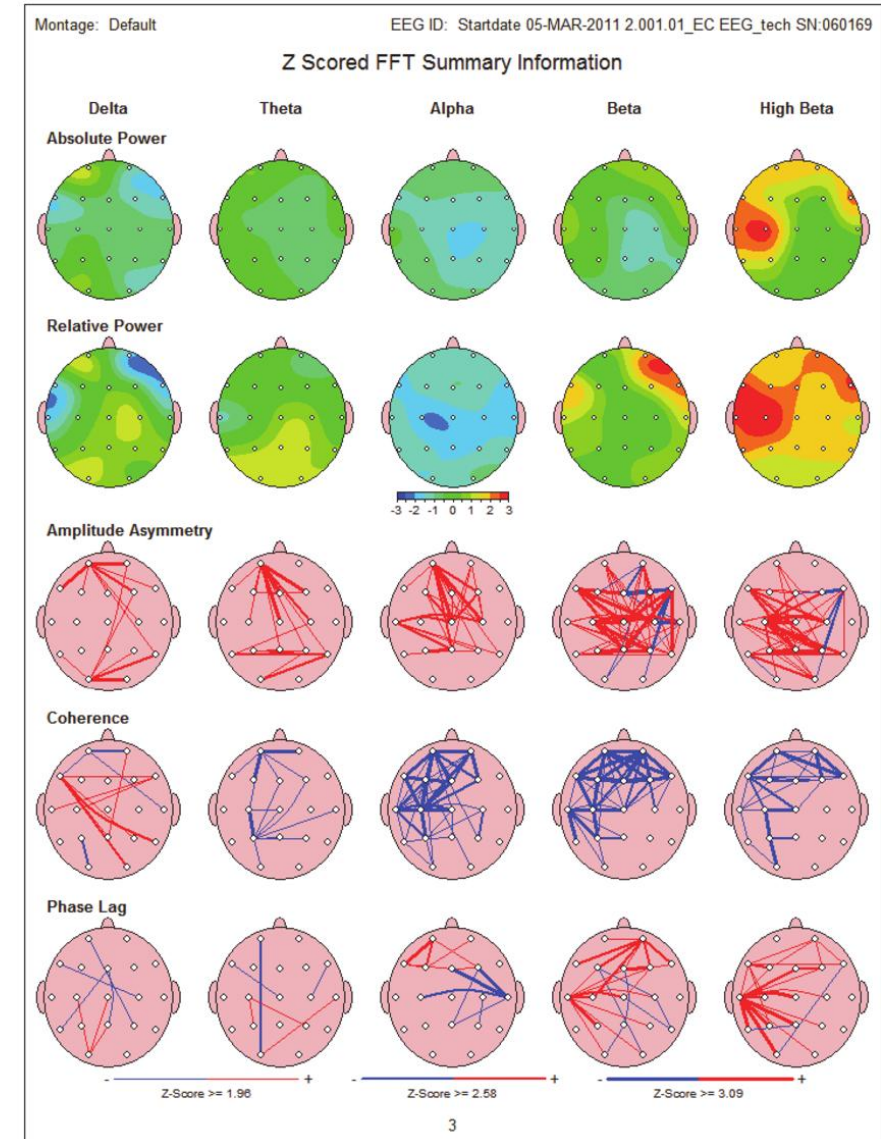 Montage: Default EEG ID: Startdate 05-MAR-2011 2.001.01_EC EEG_tech SN:060169
Z Scored FFT Summary Information
Delta Theta Alpha Beta High Beta
Absolute Power
Relative Power
-3 -2 -1 0 1 2 3
Amplitude Asymmetry
Coherence
Phase Lag
- + - + - +
Z-Score >= 1.96 Z-Score >= 2.58 Z-Score >= 3.09
3